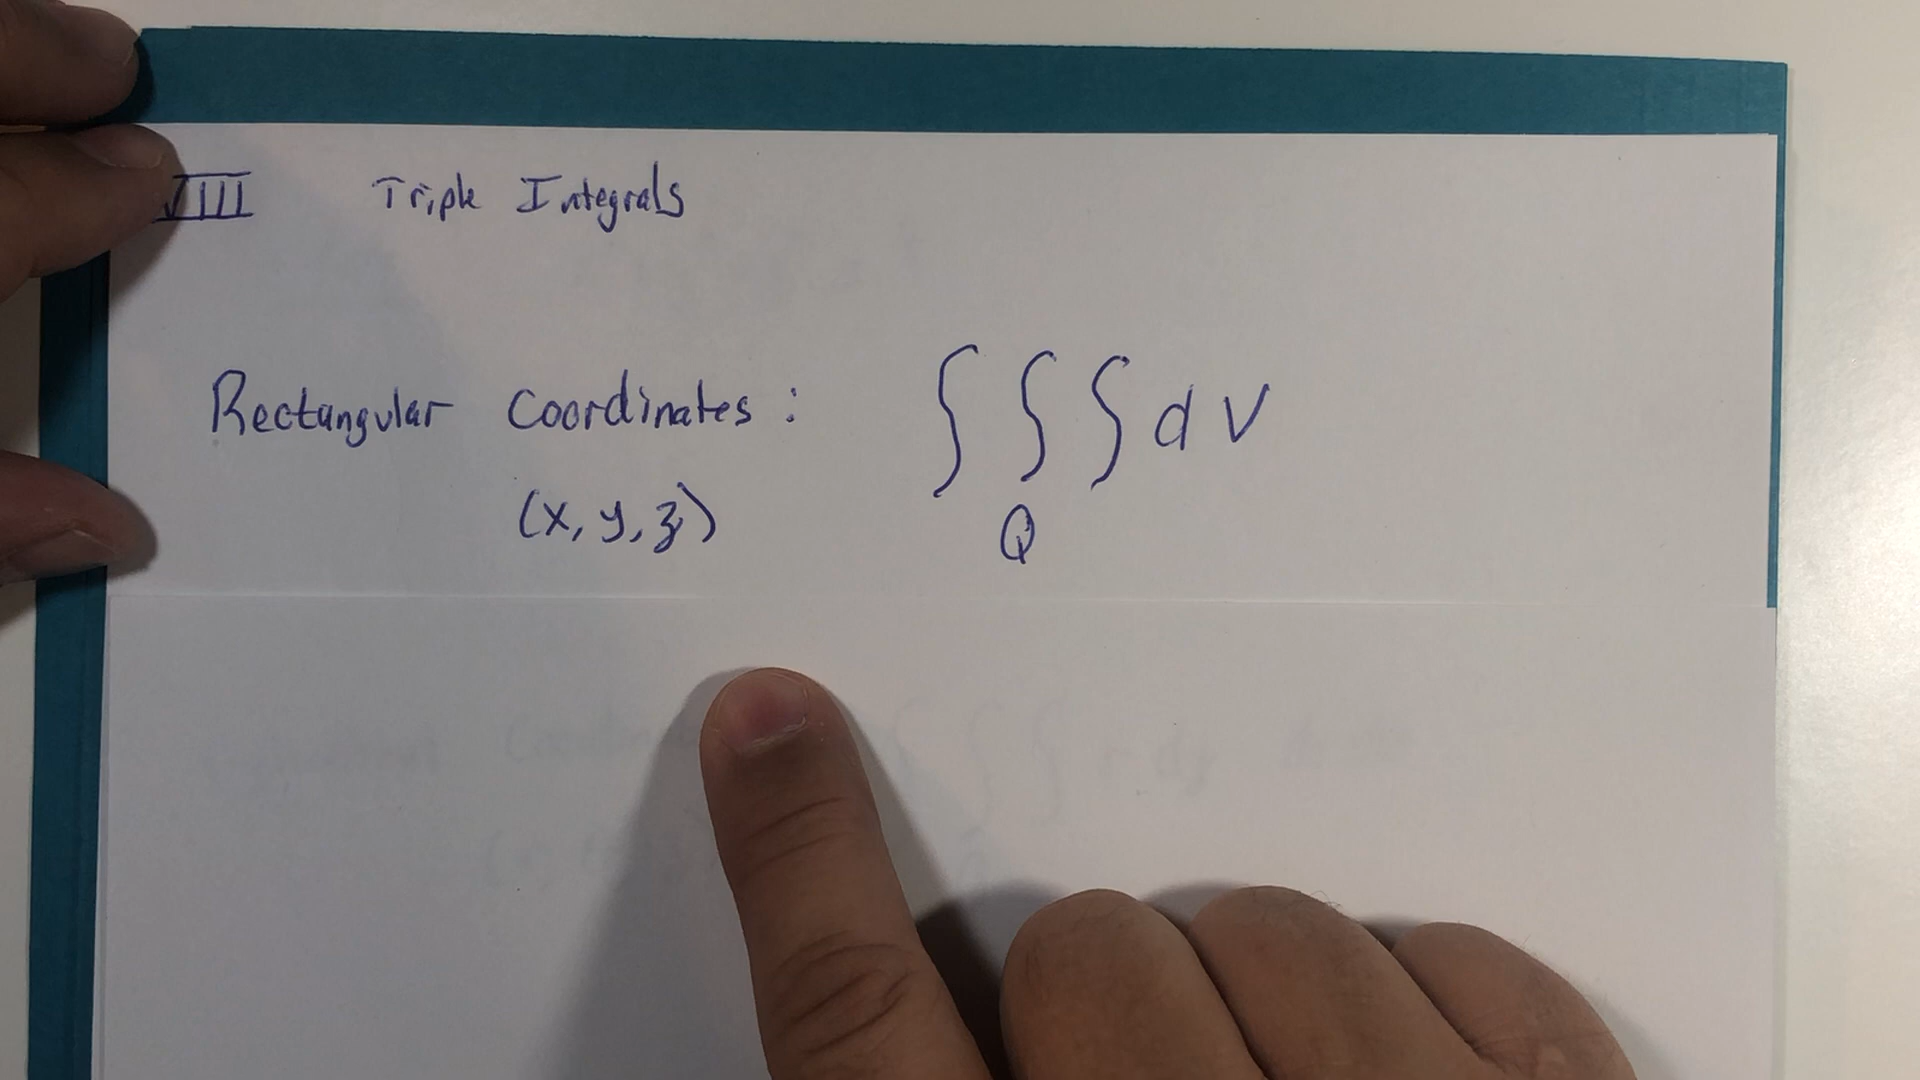 VIII Triple Integrals
Rectangular Coordinates: ∫∫∫ dV
(x, y, z) Q